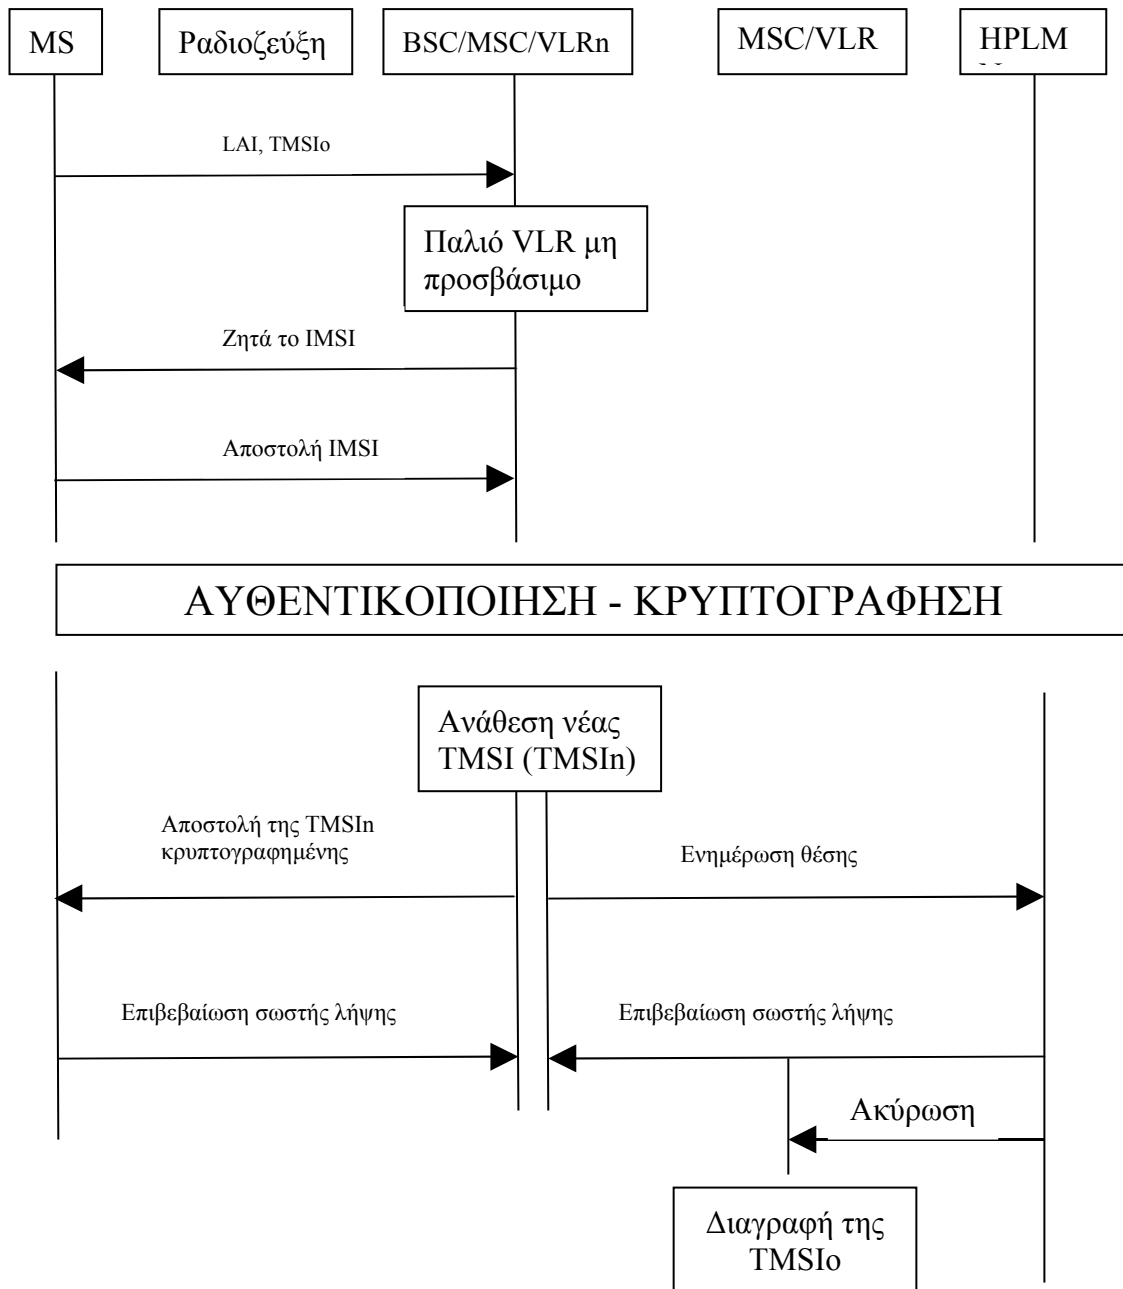 MS
Ραδιοζεύξη
BSC/MSC/VLRn
MSC/VLR
HPLM
LAI, TMSIo
Παλιό VLR μη
προσβάσιμο
Ζητά το IMSI
Αποστολή IMSI
ΑΥΘΕΝΤΙΚΟΠΟΙΗΣΗ - ΚΡΥΠΤΟΓΡΑΦΗΣΗ
Ανάθεση νέας
TMSI (TMSIn)
Αποστολή της TMSIn
κρυπτογραφημένης
Ενημέρωση θέσης
Επιβεβαίωση σωστής λήψης
Επιβεβαίωση σωστής λήψης
Ακύρωση
Διαγραφή της
TMSIo